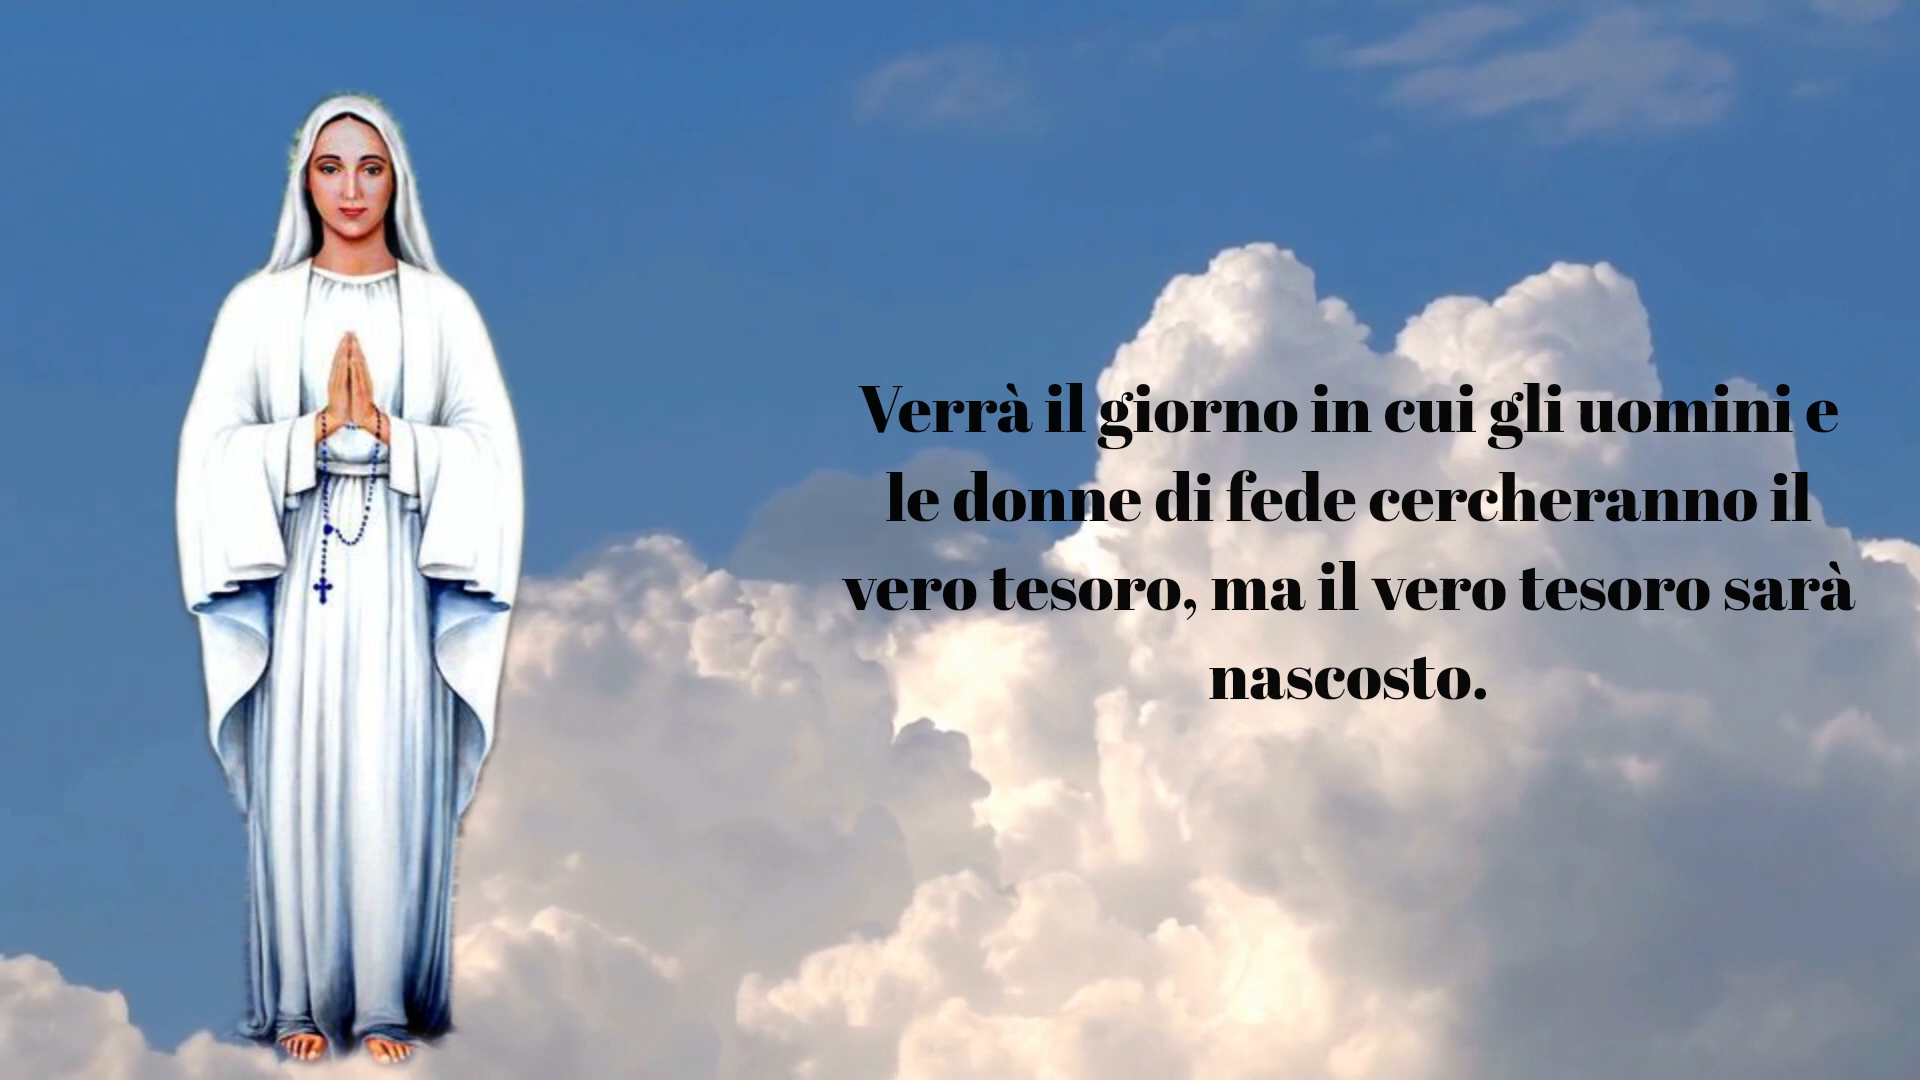 Verrà il giorno in cui gli uomini e
le donne di fede cercheranno il
vero tesoro, ma il vero tesoro sarà
nascosto.